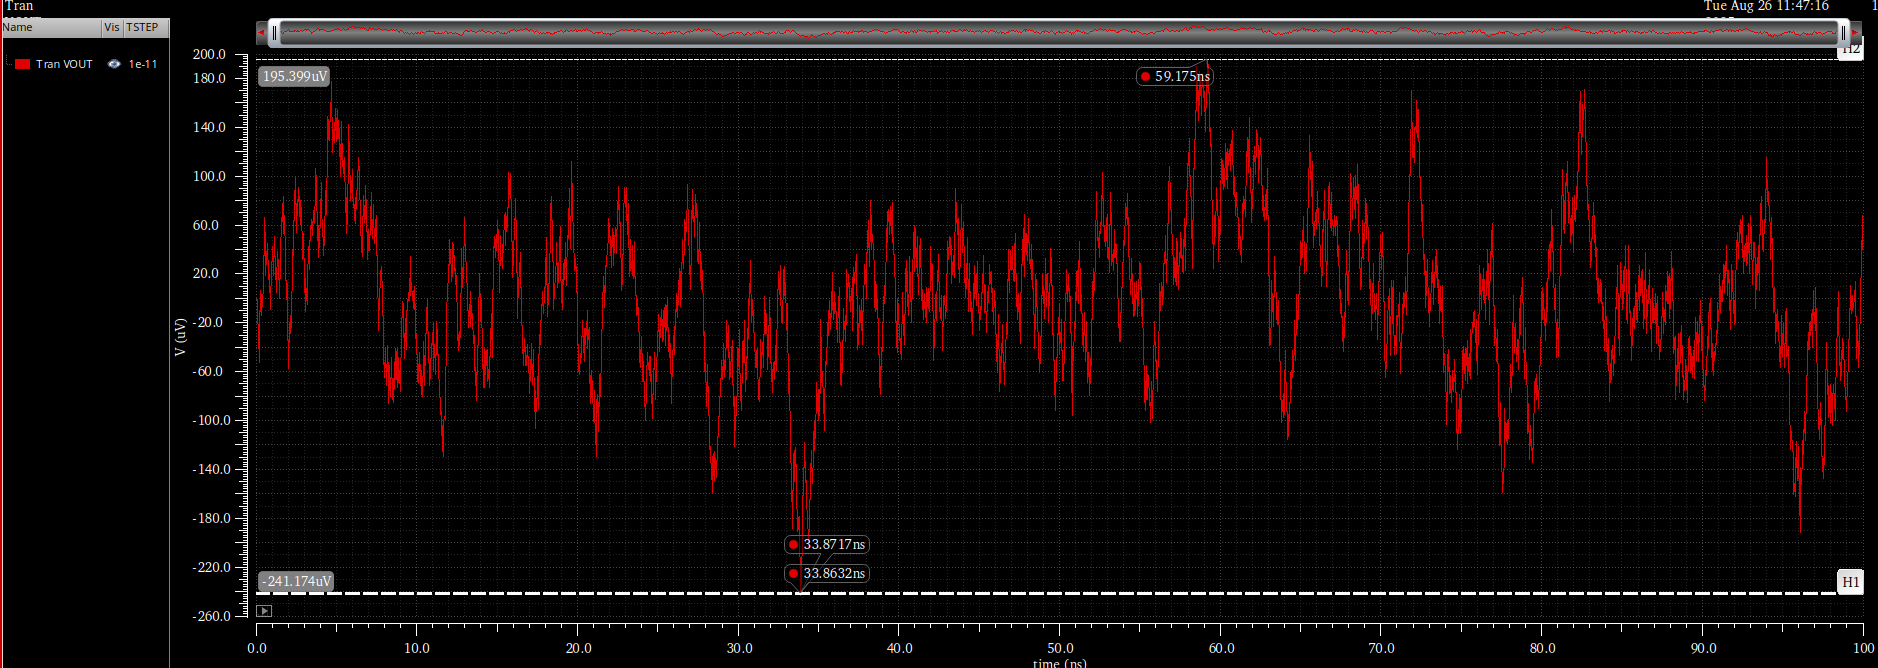 Tran
Tue Aug 26 11:47:16
1
Name Vis TSTEP
Tran VOUT 1e-11
H2
200.0
195.399uV
59.175ns
180.0
140.0
100.0
60.0
20.0
-20.0
V (uV)
-60.0
-100.0
-140.0
-180.0
33.8717ns
-220.0
33.8632ns
-241.174uV
H1
-260.0
0.0 10.0 20.0 30.0 40.0 50.0 60.0 70.0 80.0 90.0 100
time (ns)